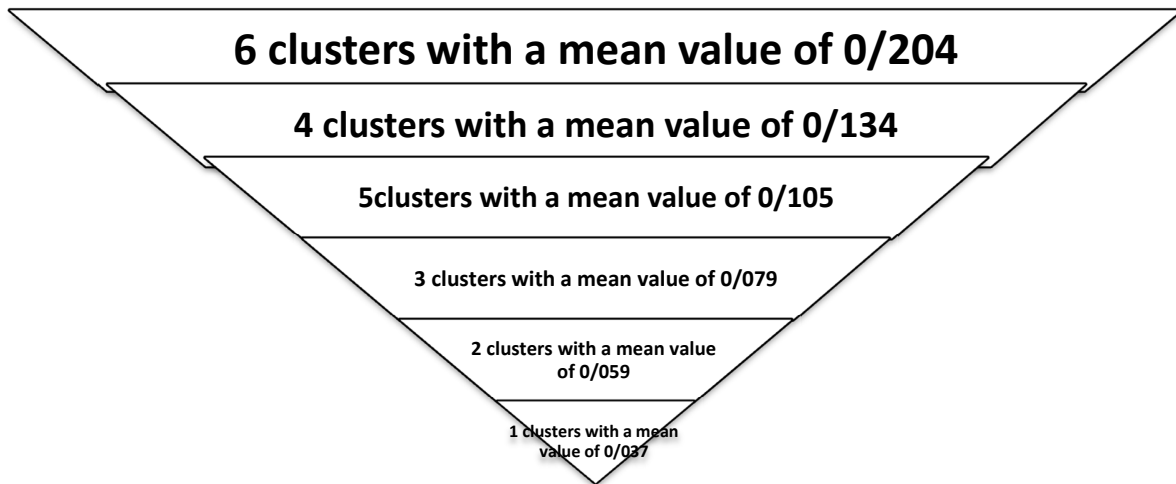 6 clusters with a mean value of 0/204
4 clusters with a mean value of 0/134
5clusters with a mean value of 0/105
3 clusters with a mean value of 0/079
2 clusters with a mean value
of 0/059
1 clusters with a mean
value of 0/037